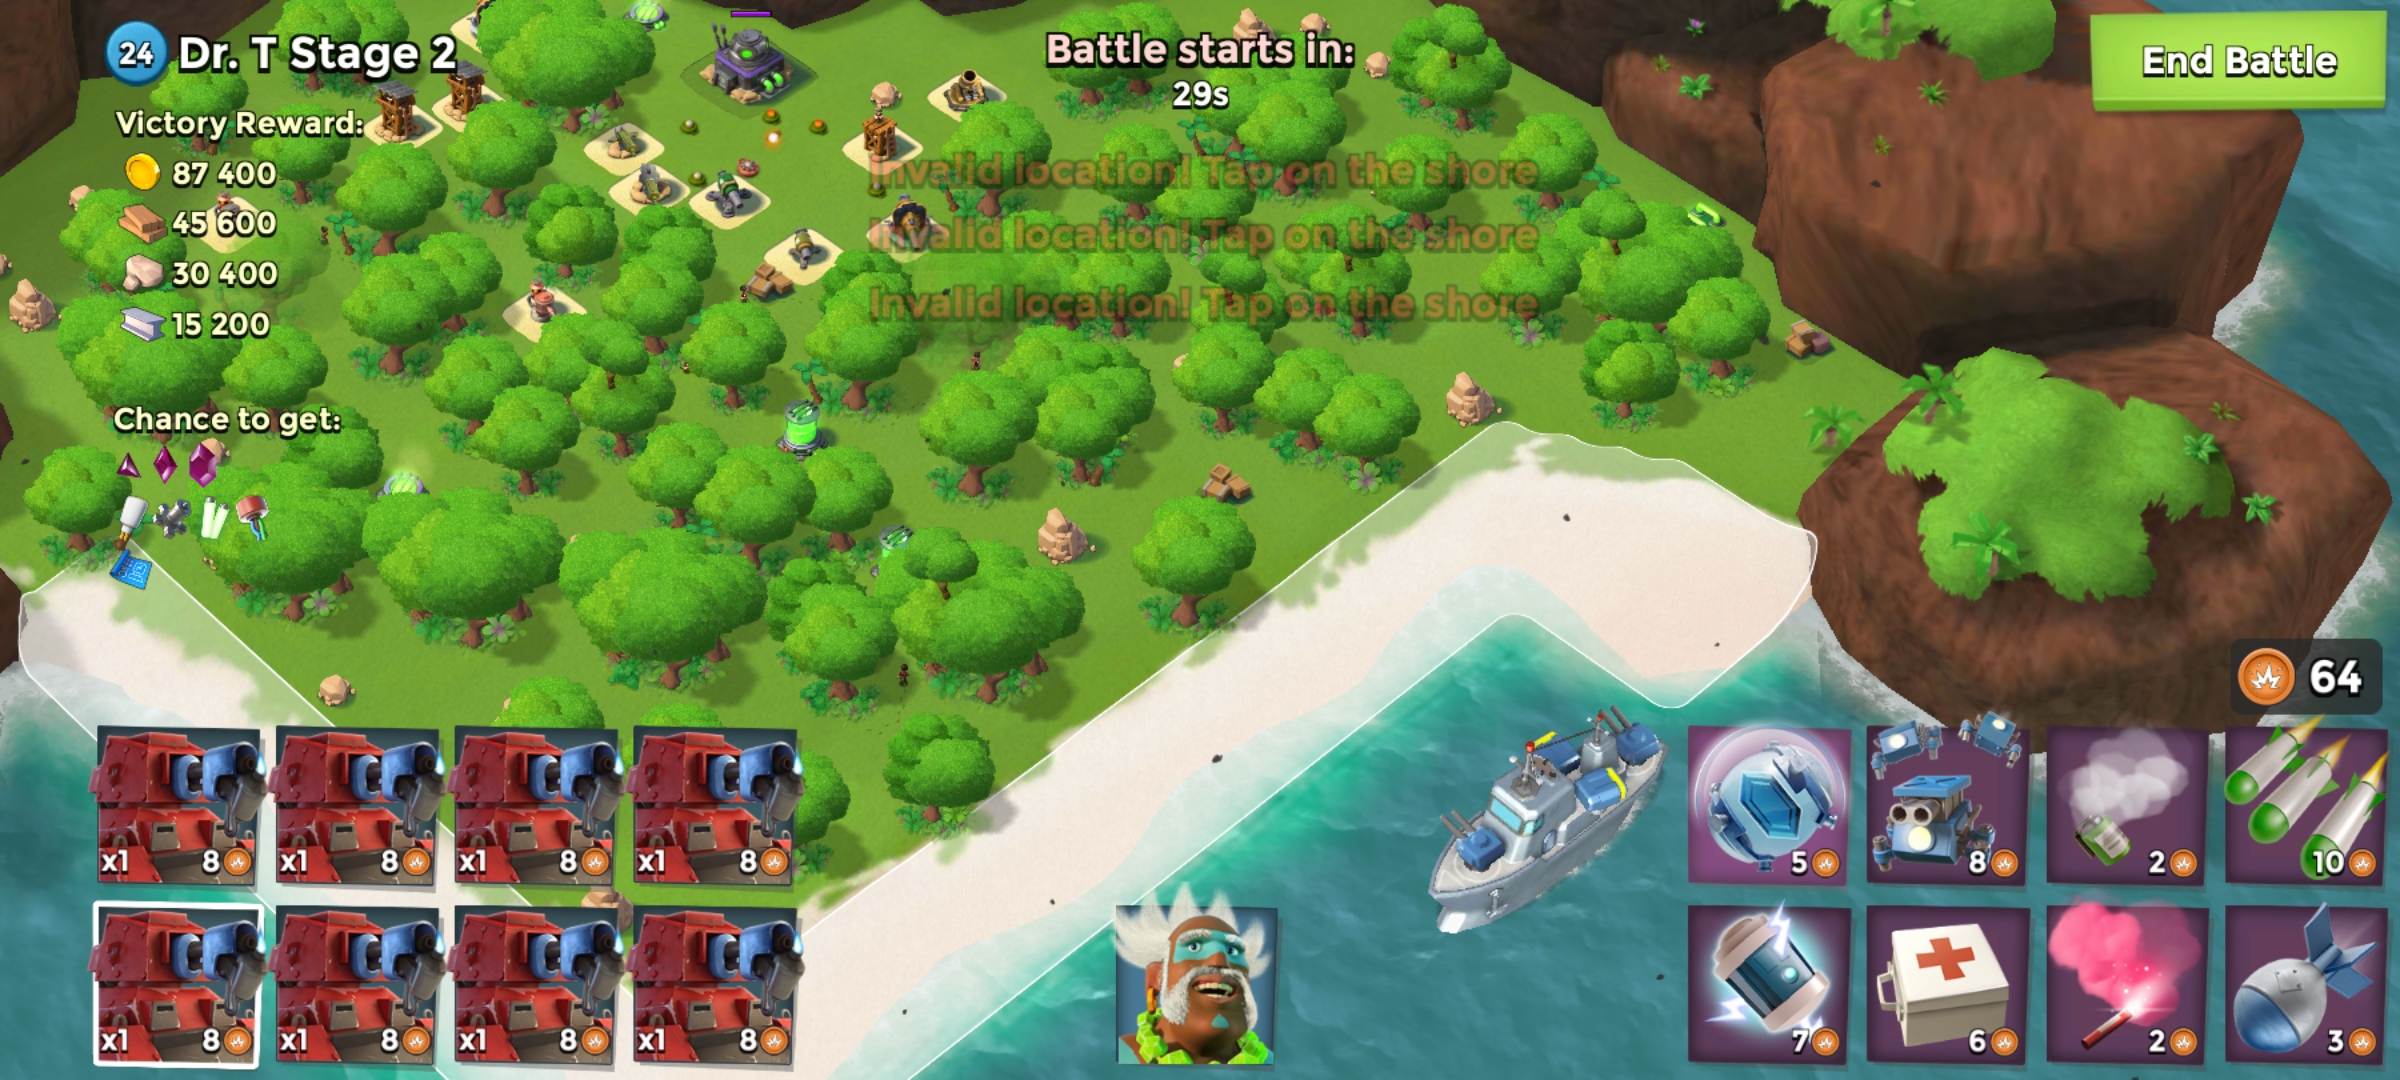 24 Dr. T Stage 2
Victory Reward:
87 400
45 600
30 400
15 200
Chance to get:
Battle starts in:
29s
Invalid location! Tap on the shore
Invalid location! Tap on the shore
Invalid location! Tap on the shore
End Battle
64
x1 8 x1 8 x1 8 x1 8
5 8 2 10
x1 8 x1 8 x1 8 x1 8
7 6 2 3